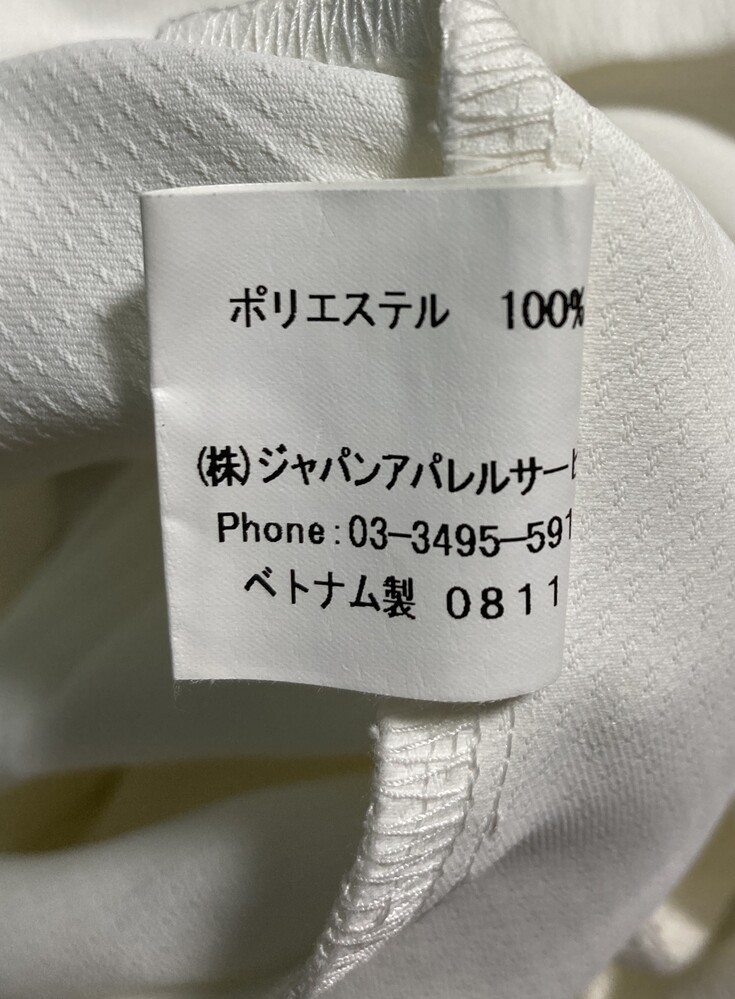 ポリエステル 100%
(株)ジャパンアパレルサー
Phone:03-3495-591
ベトナム製 0811